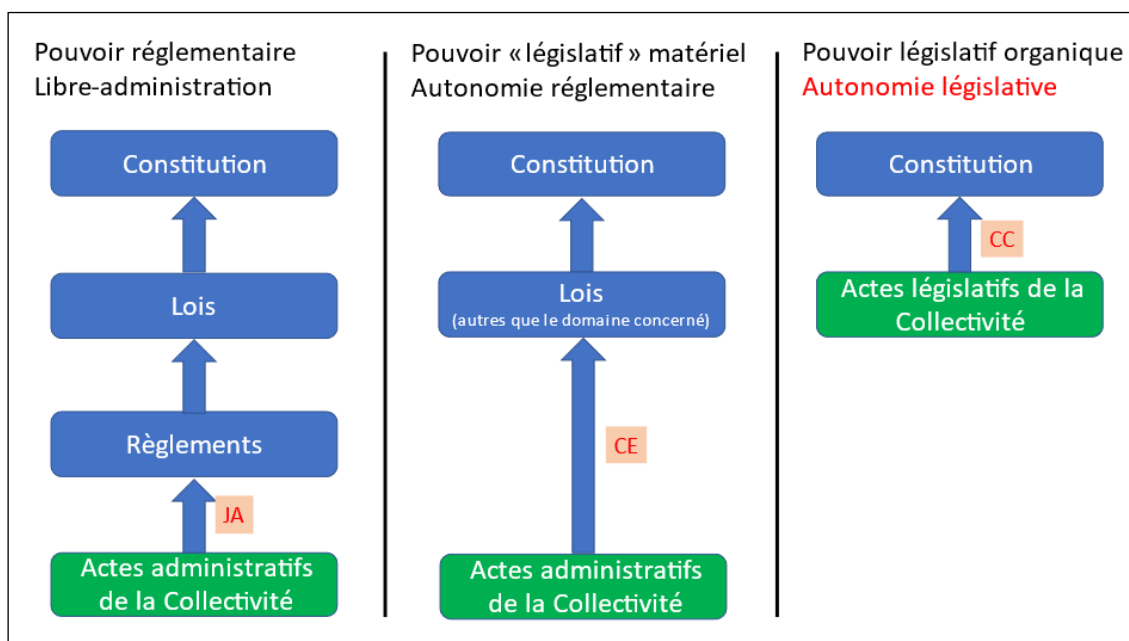 Pouvoir réglementaire
Libre-administration
Constitution
Lois
Règlements
JA
Actes administratifs
de la Collectivité
Pouvoir « législatif » matériel
Autonomie réglementaire
Constitution
Lois
(autres que le domaine concerné)
CE
Actes administratifs
de la Collectivité
Pouvoir législatif organique
Autonomie législative
Constitution
CC
Actes législatifs de la
Collectivité